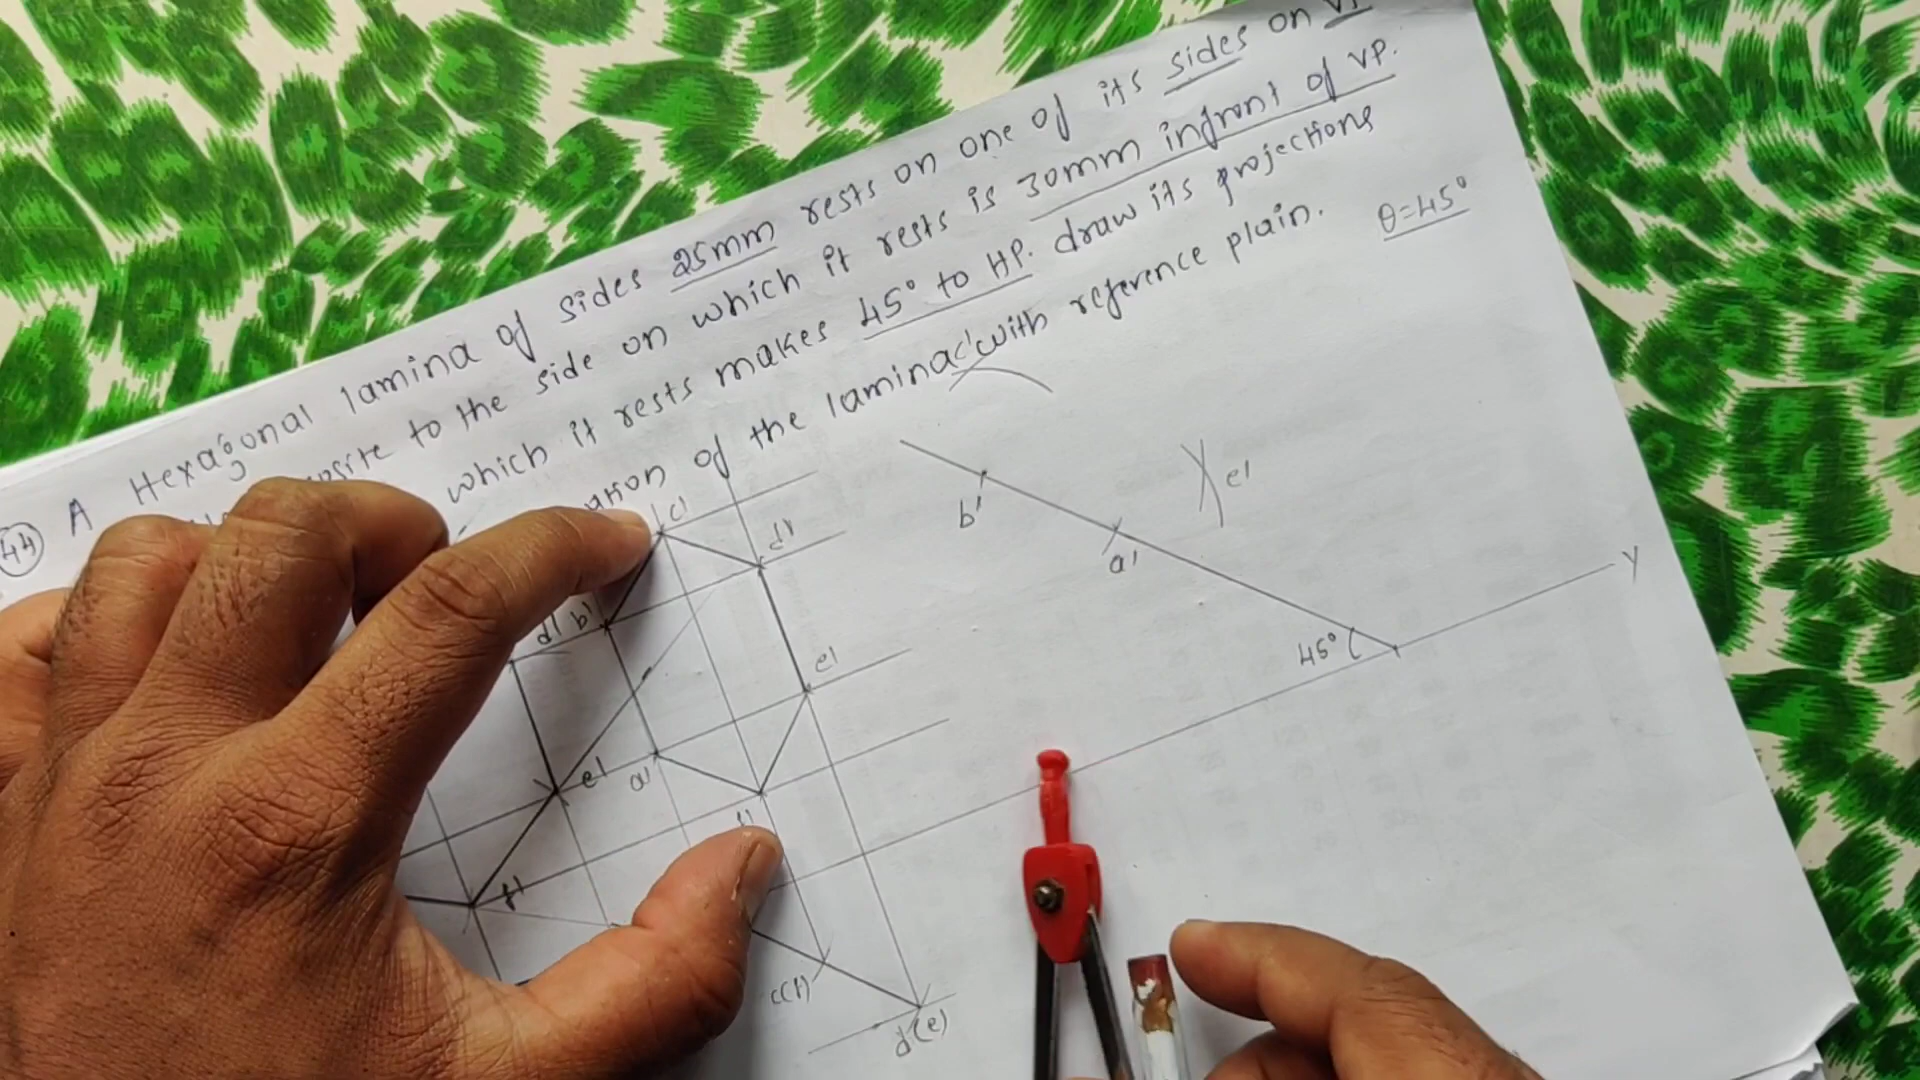 44 A Hexagonal lamina of sides 25mm rests on one of its sides on VP
opposite to the side on which it rests is 30mm infront of VP.
which it rests makes 45° to HP. draw its projections
of the lamina with reference plain.
θ=45°
c'
d'
e'
b'
a'
c'
d'
d' b'
e'
e'
a'
f'
45°
Y
c(f)
d(e)